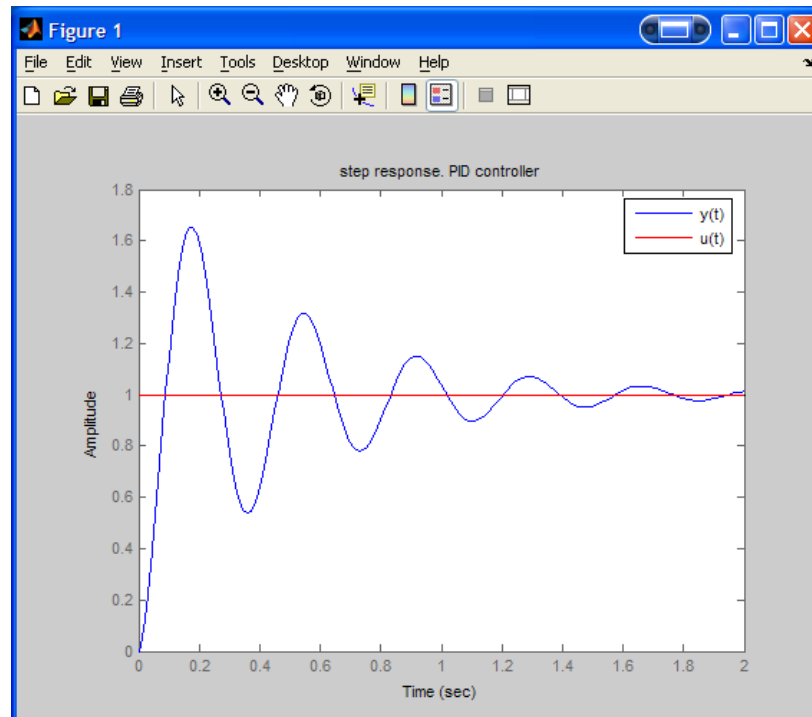 Figure 1
File Edit View Insert Tools Desktop Window Help
step response. PID controller
1.8
1.6
1.4
1.2
1
0.8
0.6
0.4
0.2
0
Amplitude
y(t)
u(t)
0 0.2 0.4 0.6 0.8 1 1.2 1.4 1.6 1.8 2
Time (sec)